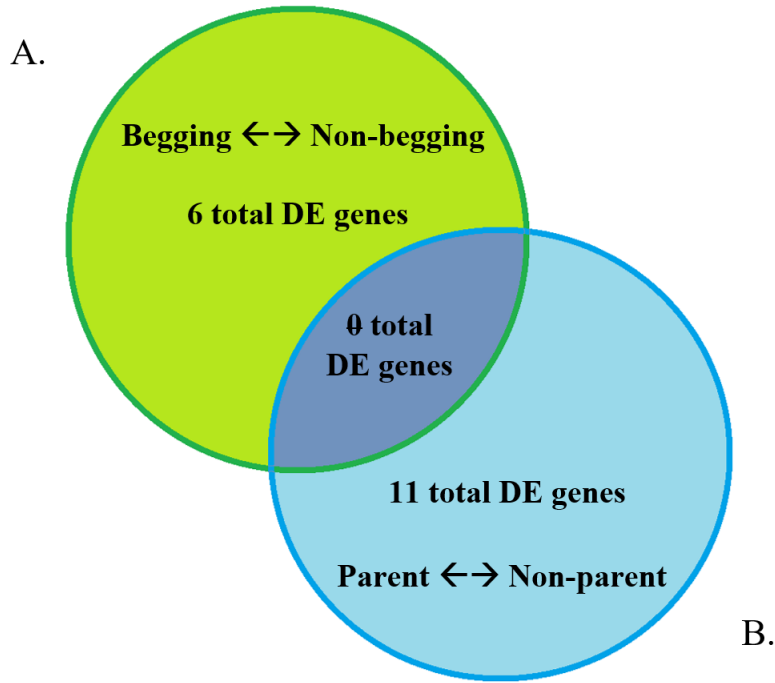 A.
Begging ←→ Non-begging
6 total DE genes
0 total
DE genes
11 total DE genes
Parent ←→ Non-parent
B.